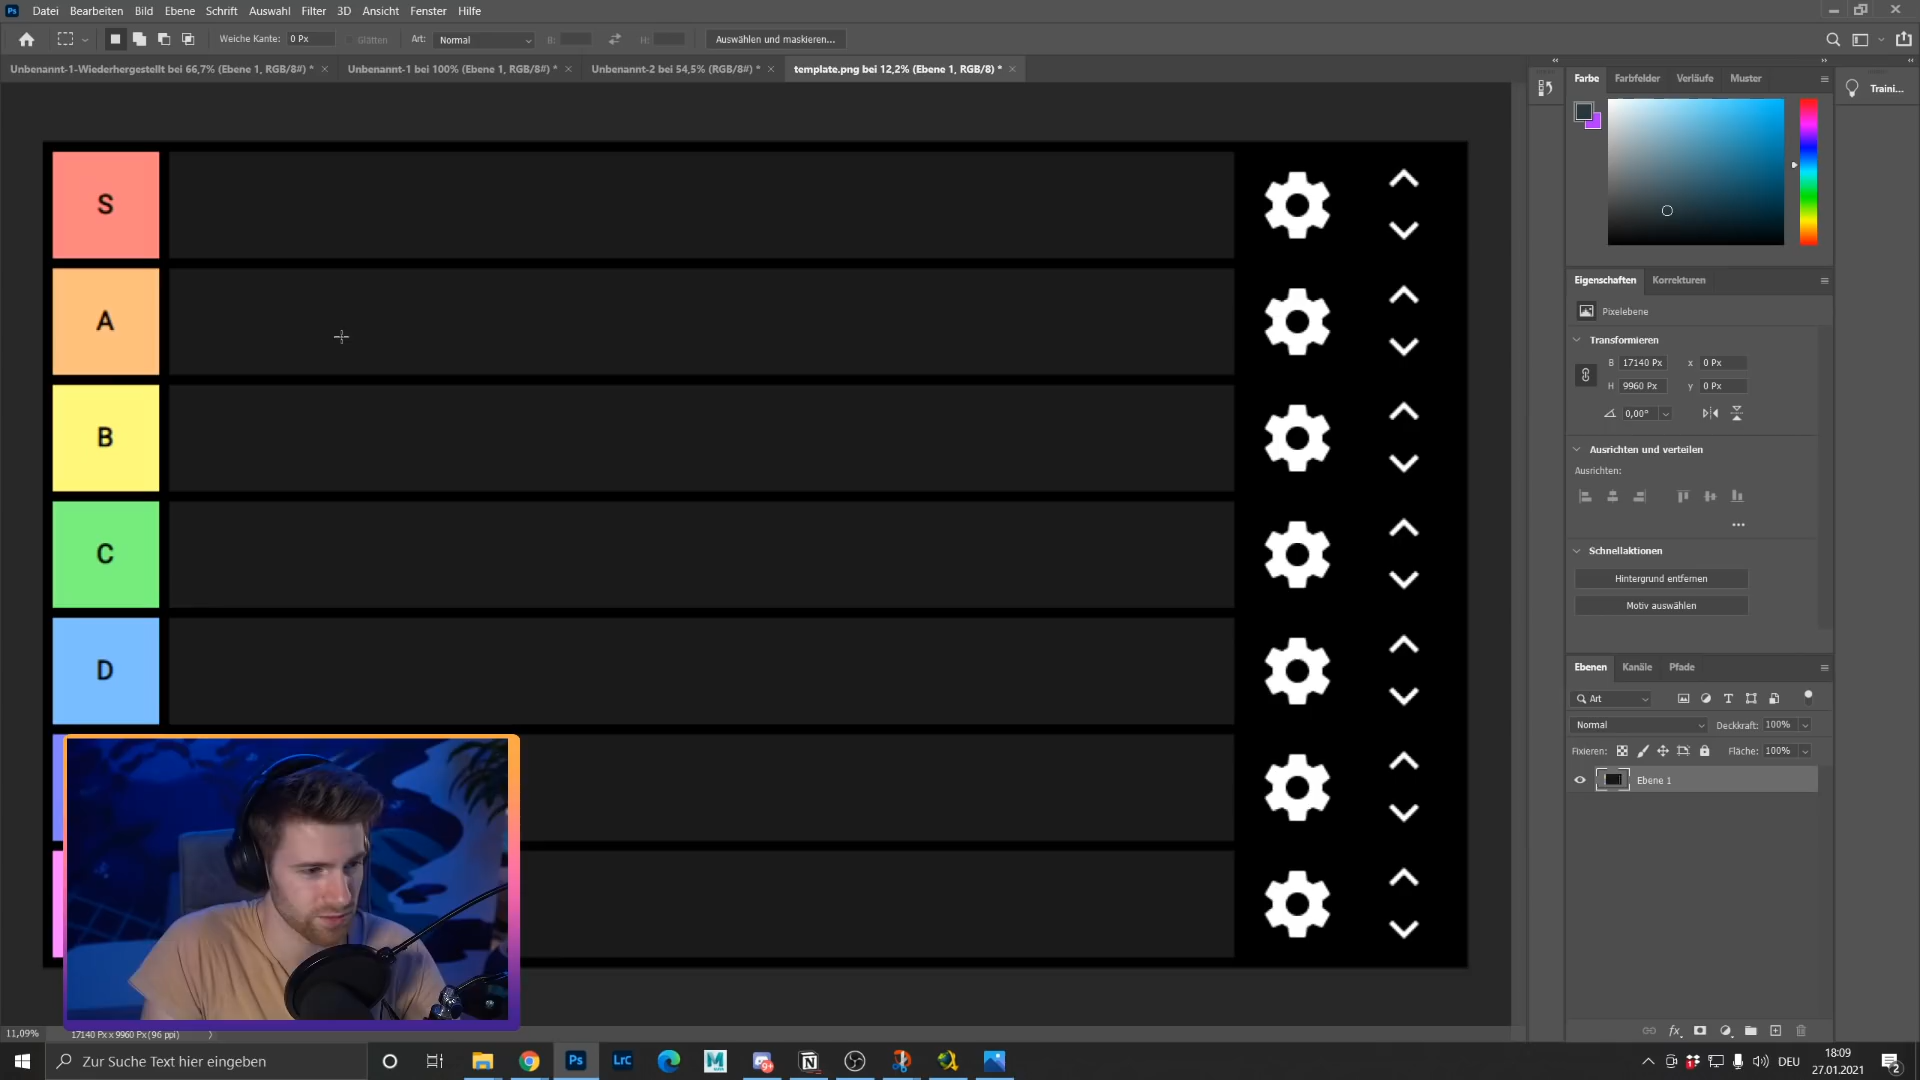 Ps Datei Bearbeiten Bild Ebene Schrift Auswahl Filter 3D Ansicht Fenster Hilfe
Weiche Kante: 0 Px Glätten Art: Normal B: H: Auswählen und maskieren...
Unbenannt-1-Wiederhergestellt bei 66,7% (Ebene 1, RGB/8#) * Unbenannt-1 bei 100% (Ebene 1, RGB/8#) * Unbenannt-2 bei 54,5% (RGB/8#) * template.png bei 12,2% (Ebene 1, RGB/8) *
Farbe Farbfelder Verläufe Muster
Traini...
S
A
B
C
D
Eigenschaften Korrekturen
Pixelebene
Transformieren
B 17140 Px x 0 Px
H 9960 Px y 0 Px
0,00°
Ausrichten und verteilen
Ausrichten:
Schnellaktionen
Hintergrund entfernen
Motiv auswählen
Ebenen Kanäle Pfade
Art
Normal Deckkraft: 100%
Fixieren: Fläche: 100%
Ebene 1
fx
11,09% 17140 Px x 9960 Px (96 ppi)
Zur Suche Text hier eingeben
Ps LrC M 9+ N
DEU
18:09
27.01.2021
2